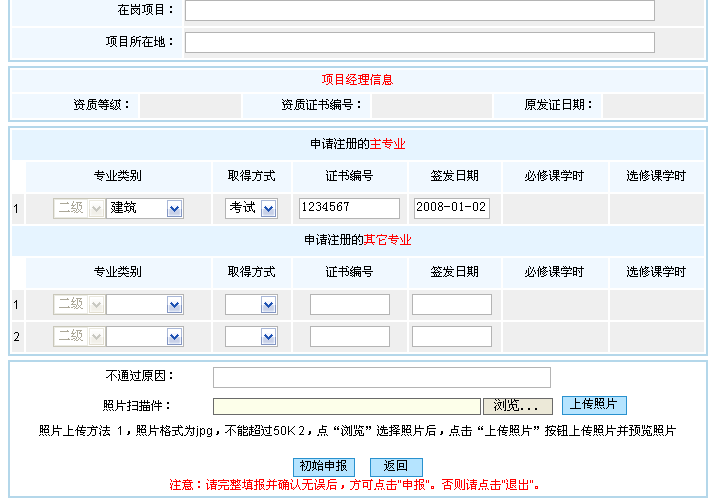 在岗项目：
项目所在地：
项目经理信息
资质等级： 资质证书编号： 原发证日期：
申请注册的主专业
专业类别 取得方式 证书编号 签发日期 必修课学时 选修课学时
1 二级 建筑 考试 1234567 2008-01-02
申请注册的其它专业
专业类别 取得方式 证书编号 签发日期 必修课学时 选修课学时
1 二级
2 二级
不通过原因：
照片扫描件： 浏览... 上传照片
照片上传方法 1，照片格式为jpg，不能超过50K 2，点“浏览”选择照片后，点击“上传照片”按钮上传照片并预览照片
初始申报 返回
注意：请完整填报并确认无误后，方可点击"申报"。否则请点击"退出"。